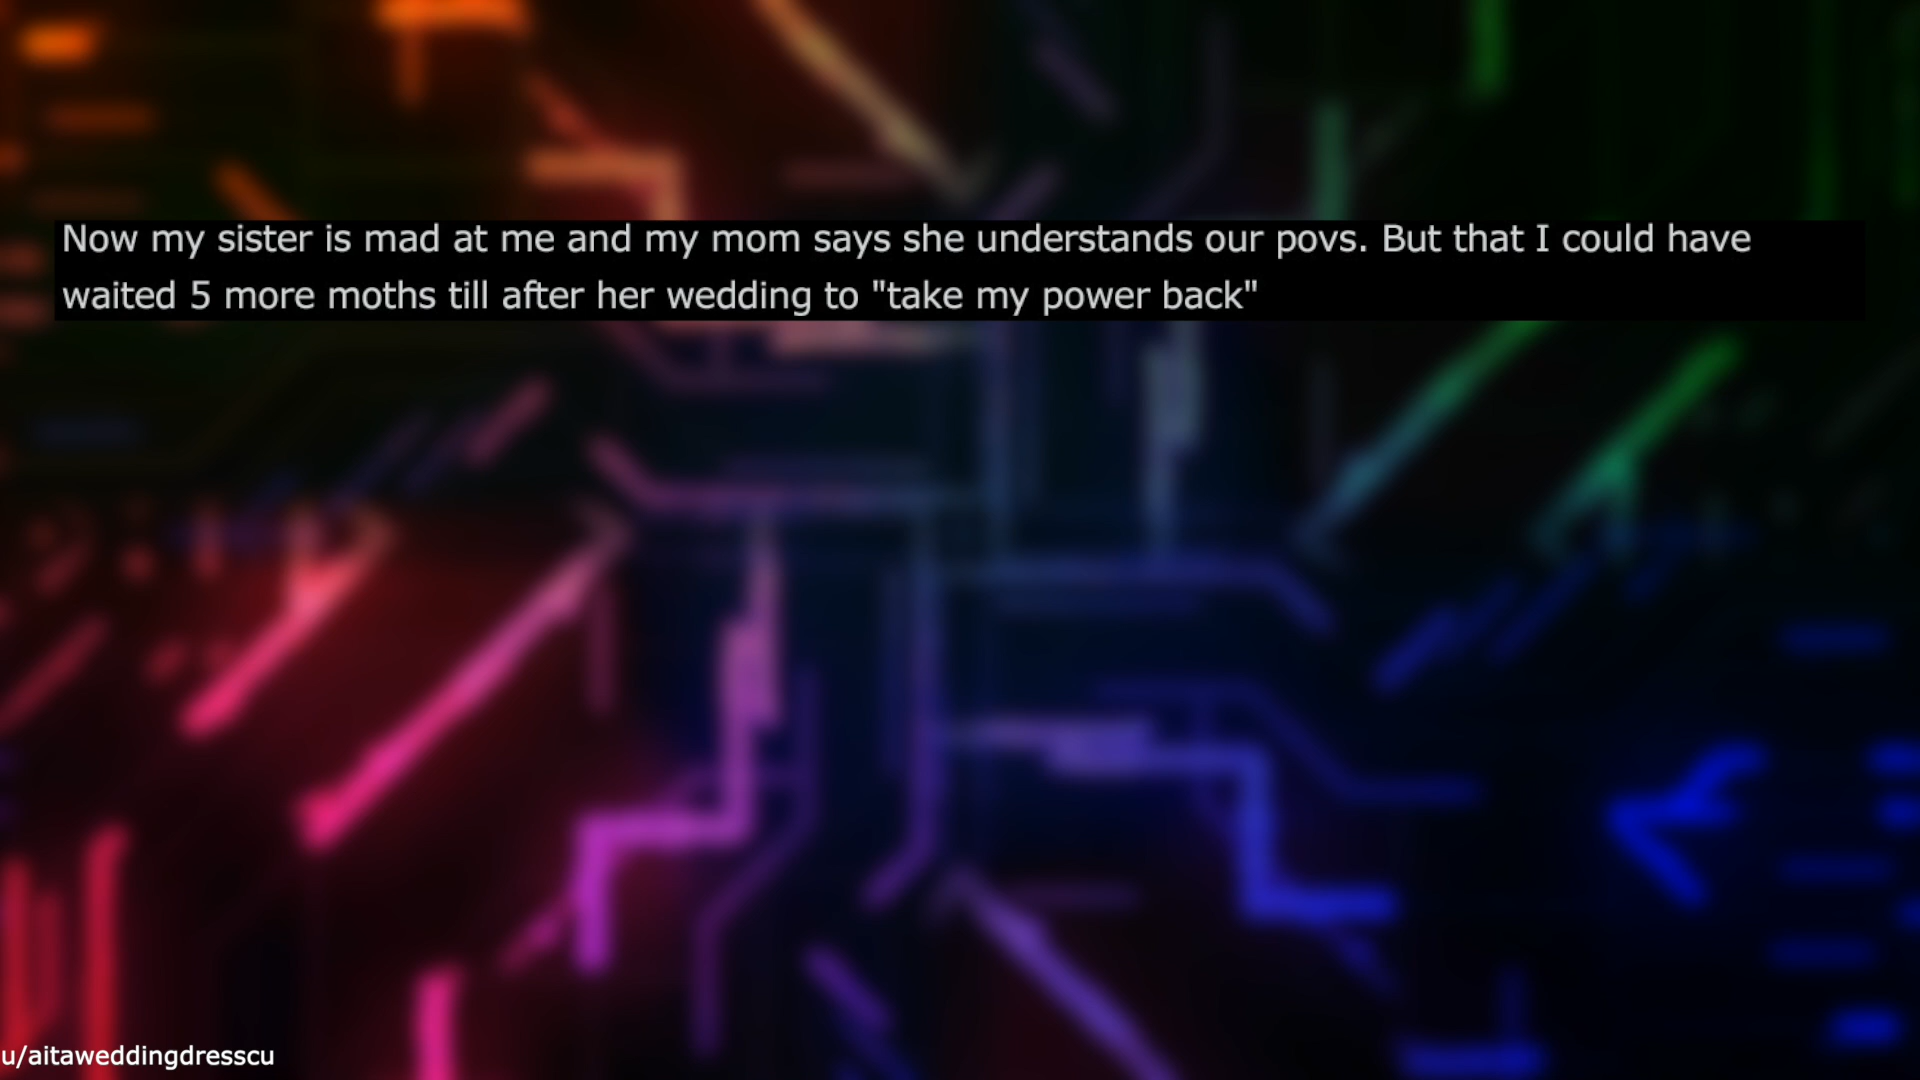 Now my sister is mad at me and my mom says she understands our povs. But that I could have
waited 5 more moths till after her wedding to "take my power back"
u/aitaweddingdresscu